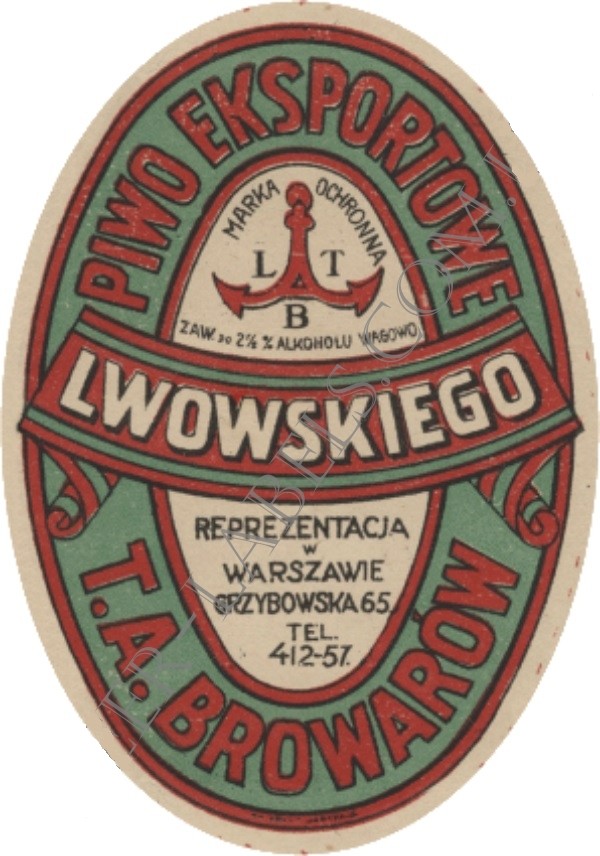 PIWO EKSPORTOWE
MARKA OCHRONNA
L T
B
ZAW. DO 2½ % ALKOHOLU WAGOWO
LWOWSKIEGO
REPREZENTACJA
W
WARSZAWIE
GRZYBOWSKA 65.
TEL.
412-57.
T.A. BROWARÓW